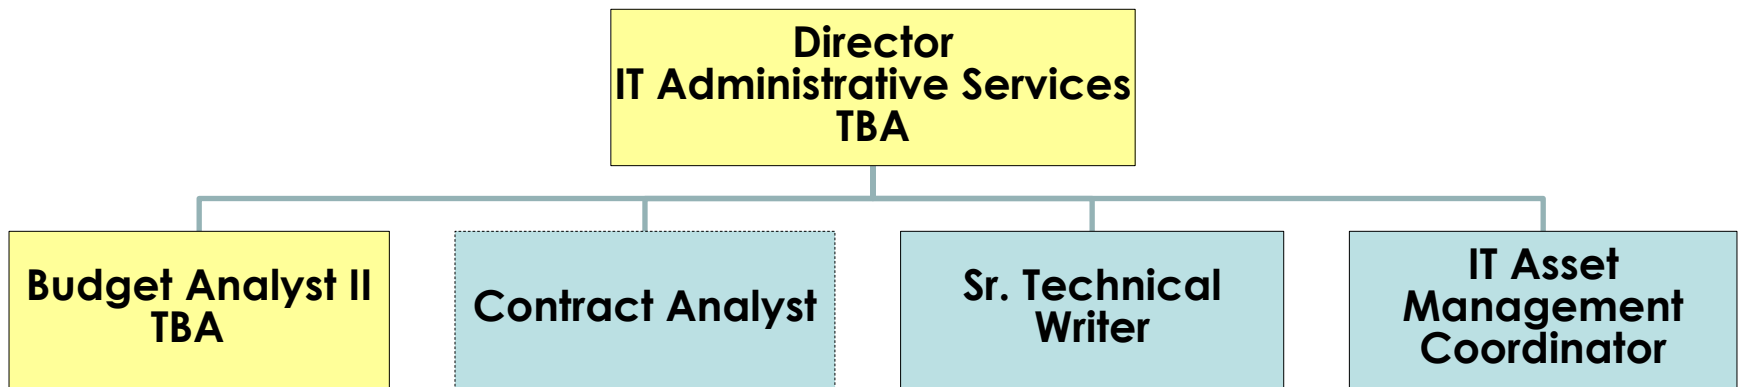 Director
IT Administrative Services
TBA
Budget Analyst II
TBA
Contract Analyst
Sr. Technical
Writer
IT Asset
Management
Coordinator